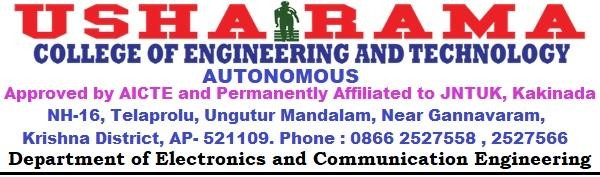 USHA RAMA
COLLEGE OF ENGINEERING AND TECHNOLOGY
AUTONOMOUS
Approved by AICTE and Permanently Affiliated to JNTUK, Kakinada
NH-16, Telaprolu, Ungutur Mandalam, Near Gannavaram,
Krishna District, AP- 521109. Phone : 0866 2527558 , 2527566
Department of Electronics and Communication Engineering